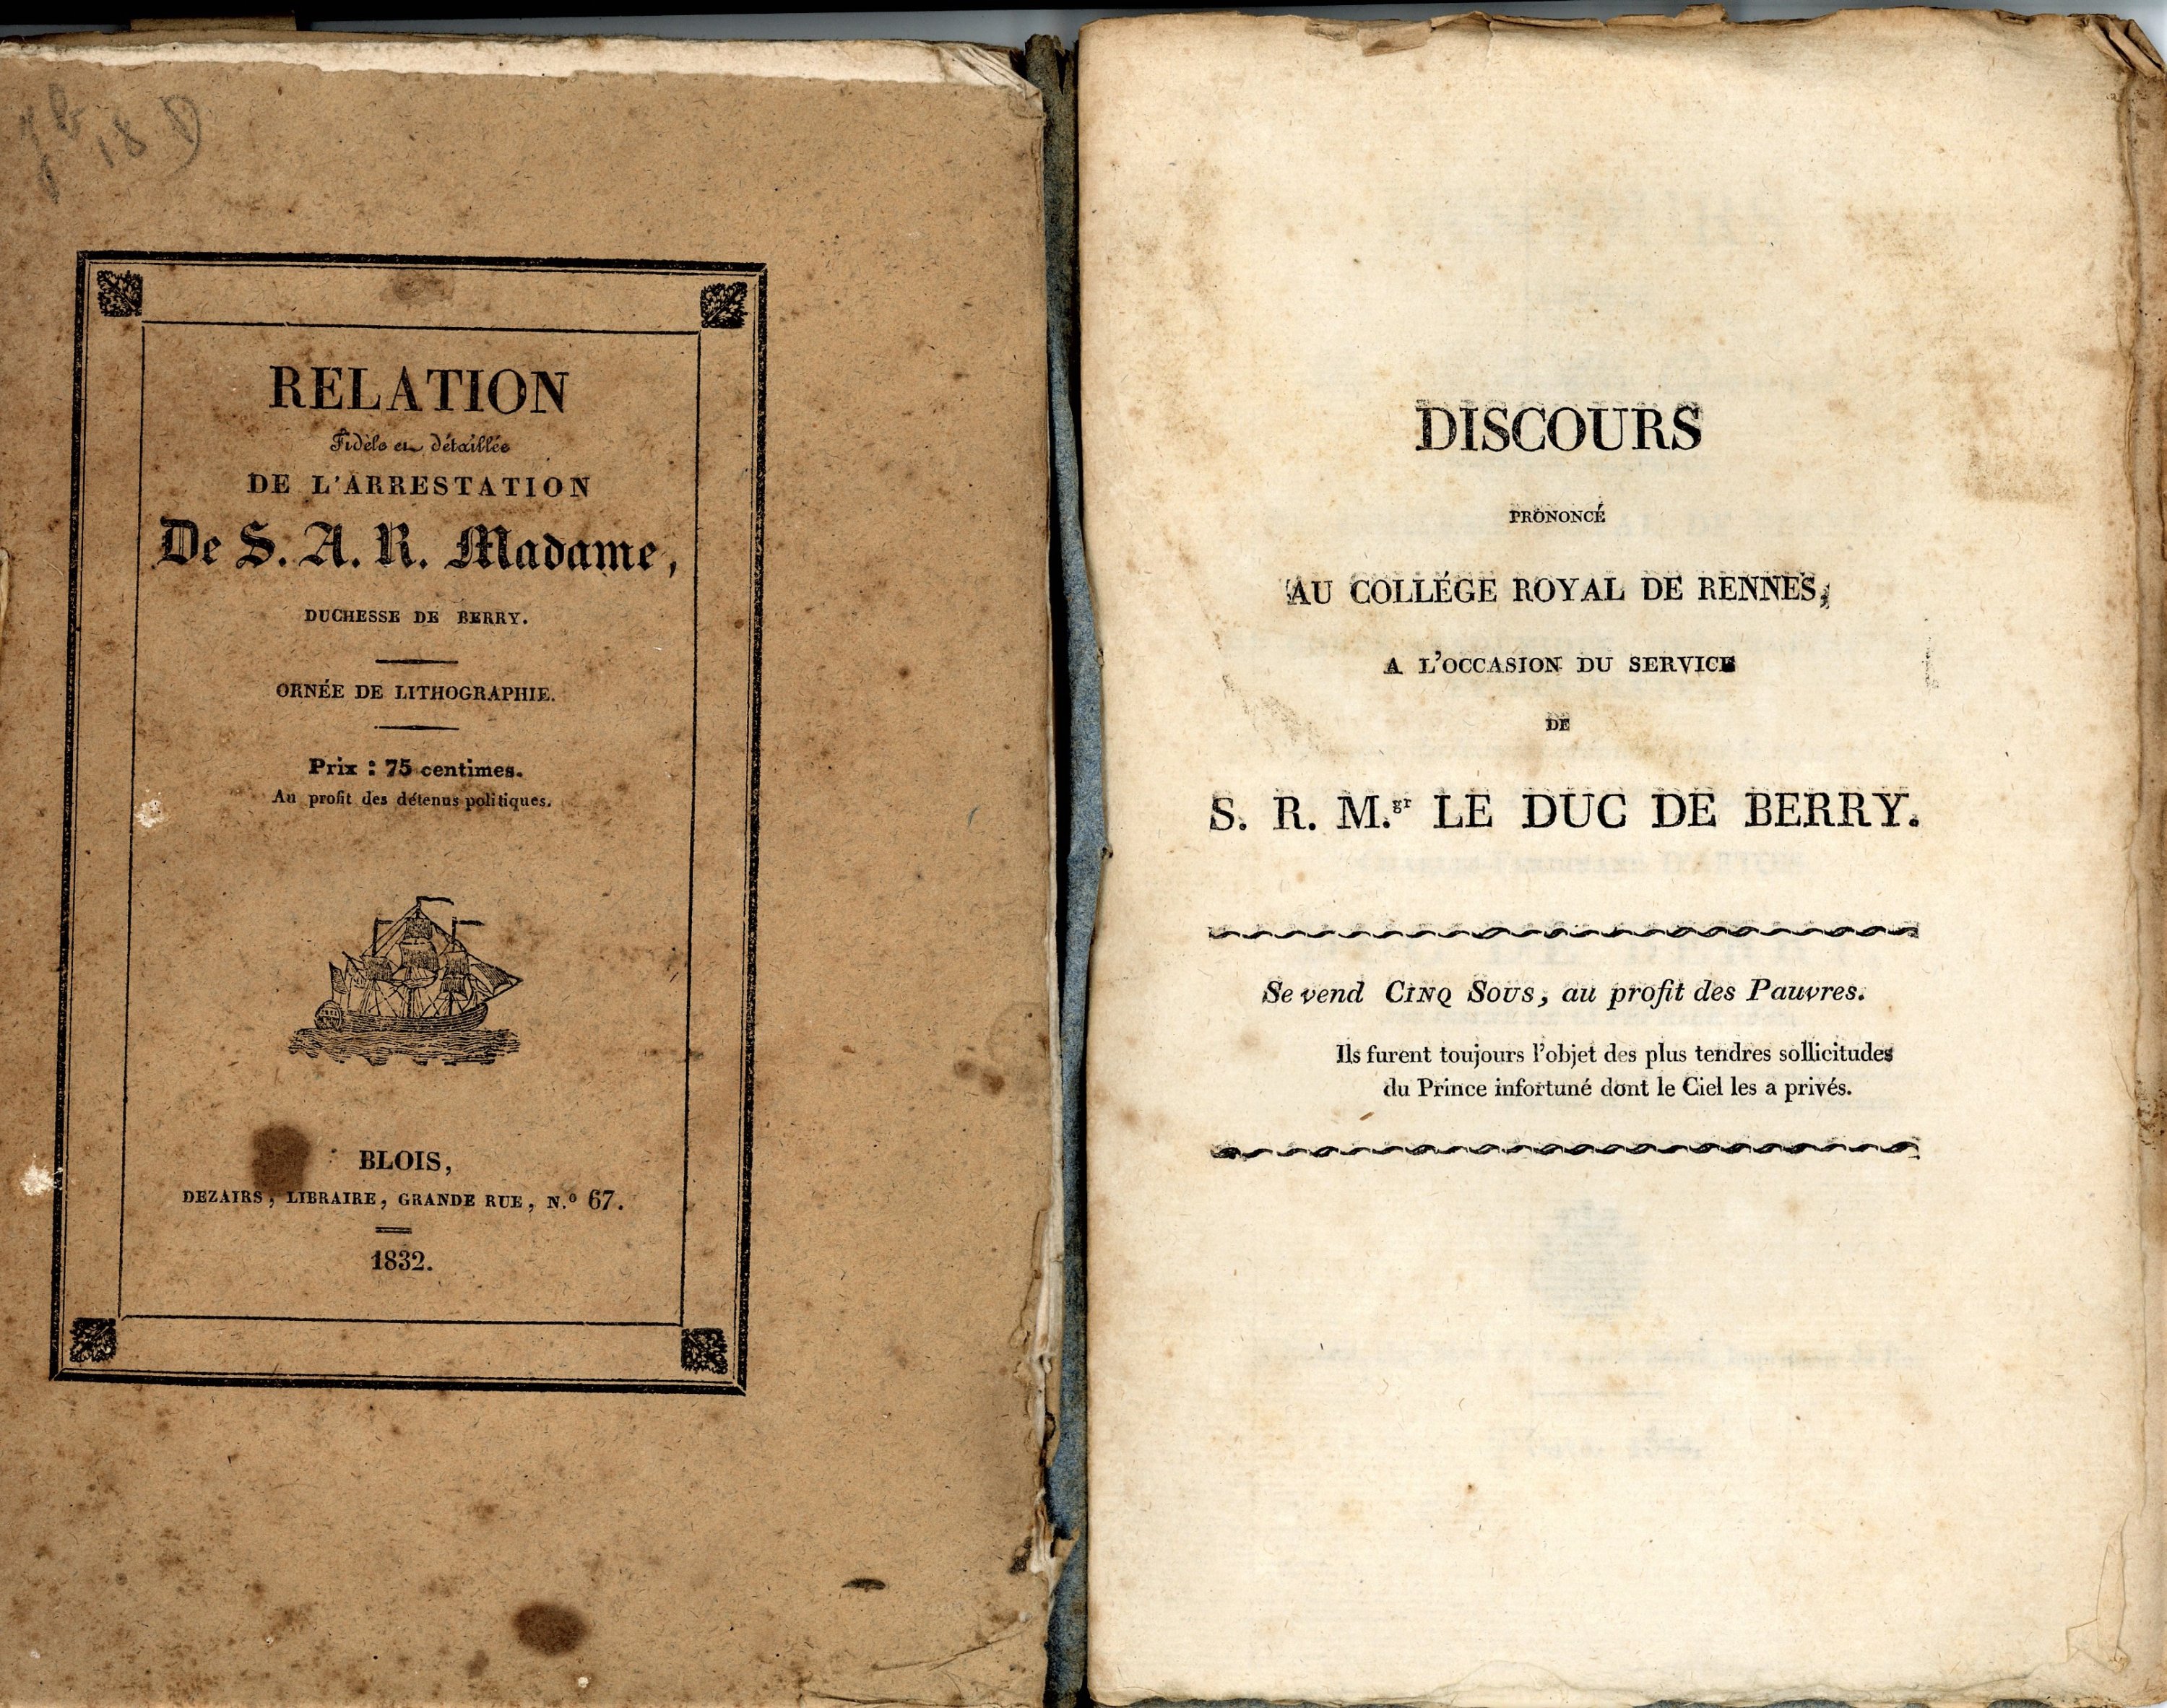 18
RELATION
Fidèle et détaillée
DE L'ARRESTATION
De S. A. R. Madame,
DUCHESSE DE BERRY.
ORNÉE DE LITHOGRAPHIE.
Prix : 75 centimes.
Au profit des détenus politiques.
BLOIS,
DEZAIRS, LIBRAIRE, GRANDE RUE, N.º 67.
1832.
DISCOURS
PRONONCÉ
AU COLLÉGE ROYAL DE RENNES,
A L'OCCASION DU SERVICE
DE
S. R. M.gr LE DUC DE BERRY.
Se vend CINQ SOUS, au profit des Pauvres.
Ils furent toujours l'objet des plus tendres sollicitudes
du Prince infortuné dont le Ciel les a privés.